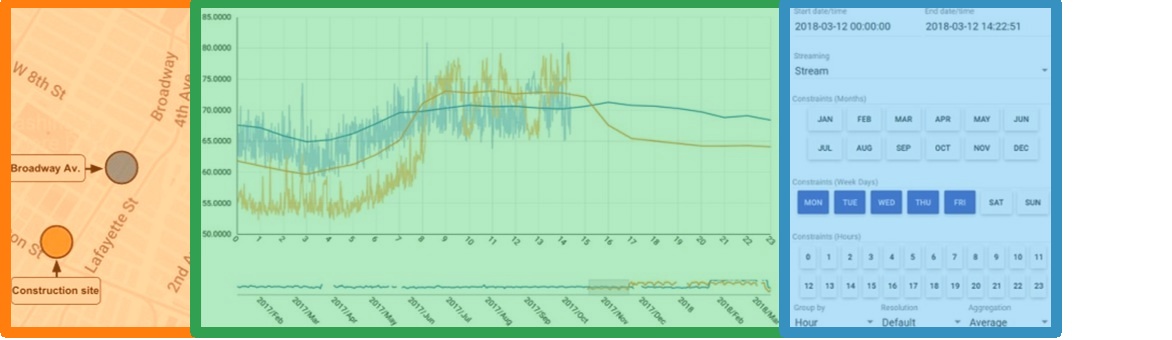 W 8th St
Broadway
4th Ave
Broadway Av.
Lafayette St
on St
2nd A
Construction site
85.0000
80.0000
75.0000
70.0000
65.0000
60.0000
55.0000
50.0000
0 1 2 3 4 5 6 7 8 9 10 11 12 13 14 15 16 17 18 19 20 21 22 23
2017/Feb 2017/Mar 2017/Apr 2017/May 2017/Jun 2017/Jul 2017/Aug 2017/Sep 2017/Oct 2017/Nov 2017/Dec 2018 2018/Feb 2018/Mar
Start date/time End date/time
2018-03-12 00:00:00 2018-03-12 14:22:51
Streaming
Stream
Constraints (Months)
JAN FEB MAR APR MAY JUN
JUL AUG SEP OCT NOV DEC
Constraints (Week Days)
MON TUE WED THU FRI SAT SUN
Constraints (Hours)
0 1 2 3 4 5 6 7 8 9 10 11
12 13 14 15 16 17 18 19 20 21 22 23
Group by Resolution Aggregation
Hour Default Average